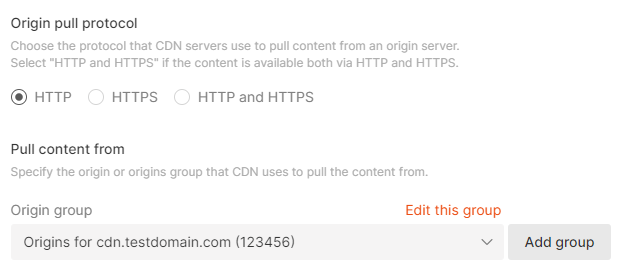 Origin pull protocol
Choose the protocol that CDN servers use to pull content from an origin server.
Select "HTTP and HTTPS" if the content is available both via HTTP and HTTPS.
HTTP HTTPS HTTP and HTTPS
Pull content from
Specify the origin or origins group that CDN uses to pull the content from.
Origin group Edit this group
Origins for cdn.testdomain.com (123456) Add group